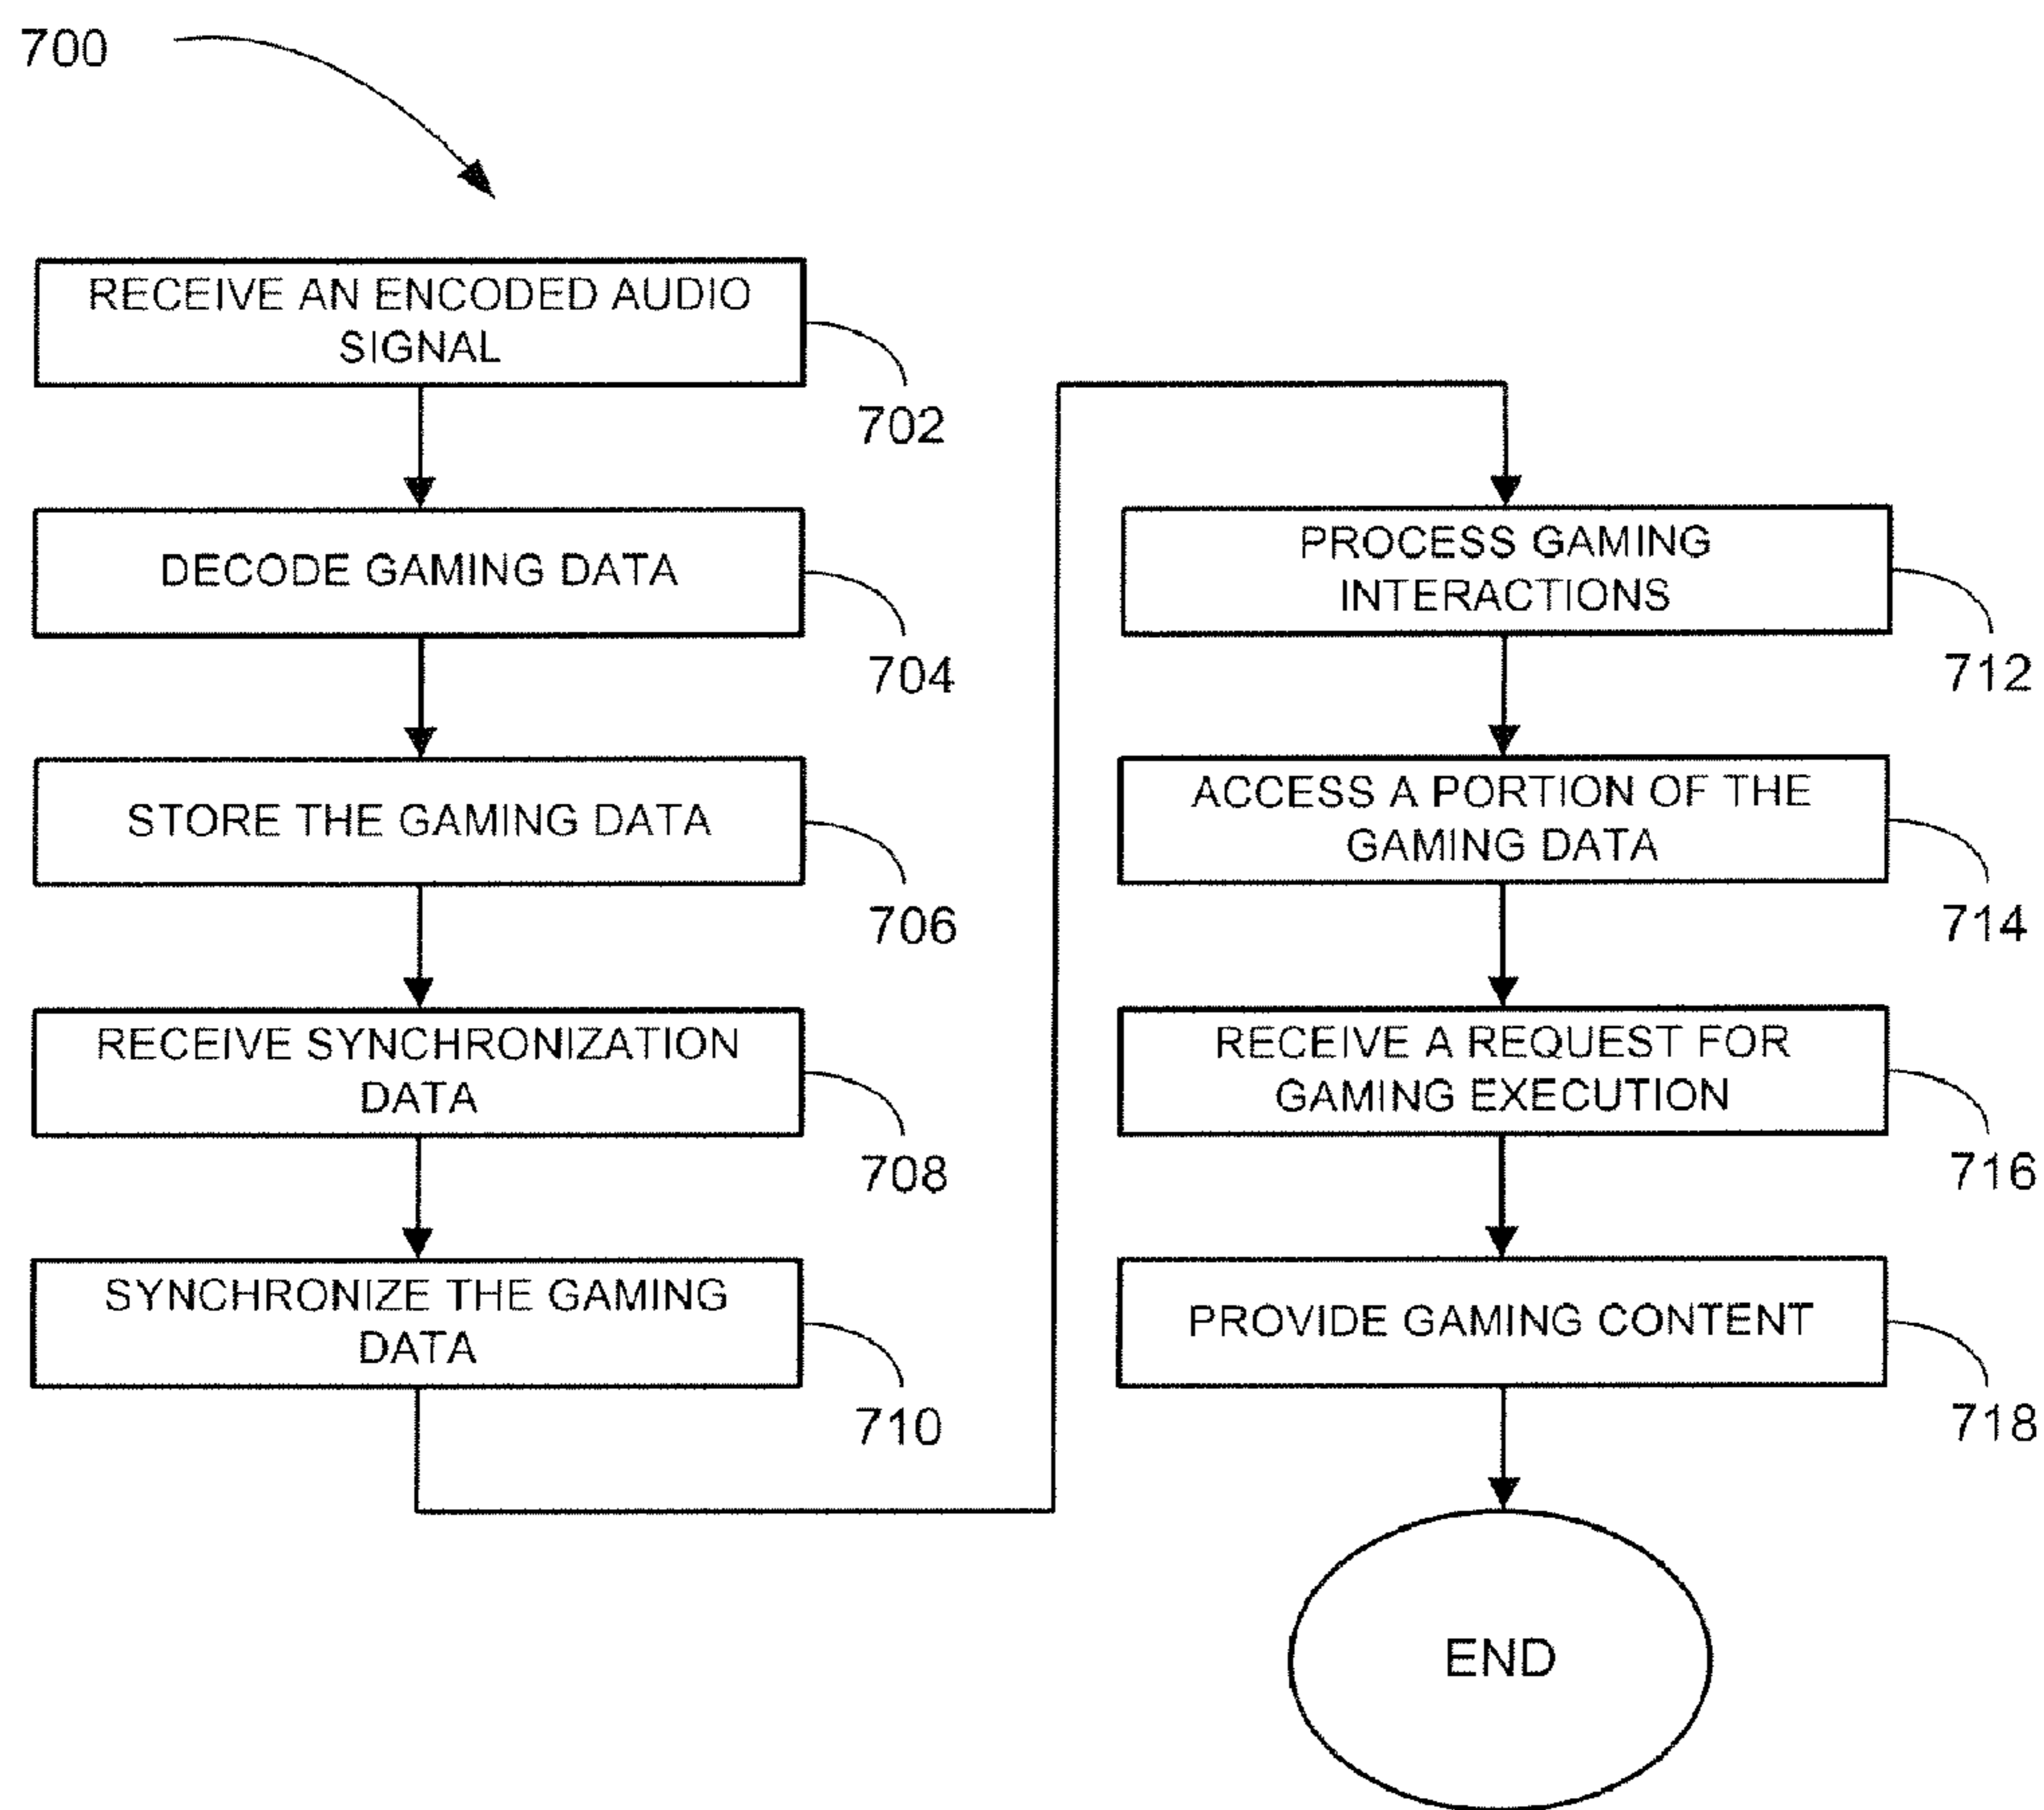 700
RECEIVE AN ENCODED AUDIO
SIGNAL
702
DECODE GAMING DATA
704
STORE THE GAMING DATA
706
RECEIVE SYNCHRONIZATION
DATA
708
SYNCHRONIZE THE GAMING
DATA
710
PROCESS GAMING
INTERACTIONS
712
ACCESS A PORTION OF THE
GAMING DATA
714
RECEIVE A REQUEST FOR
GAMING EXECUTION
716
PROVIDE GAMING CONTENT
718
END